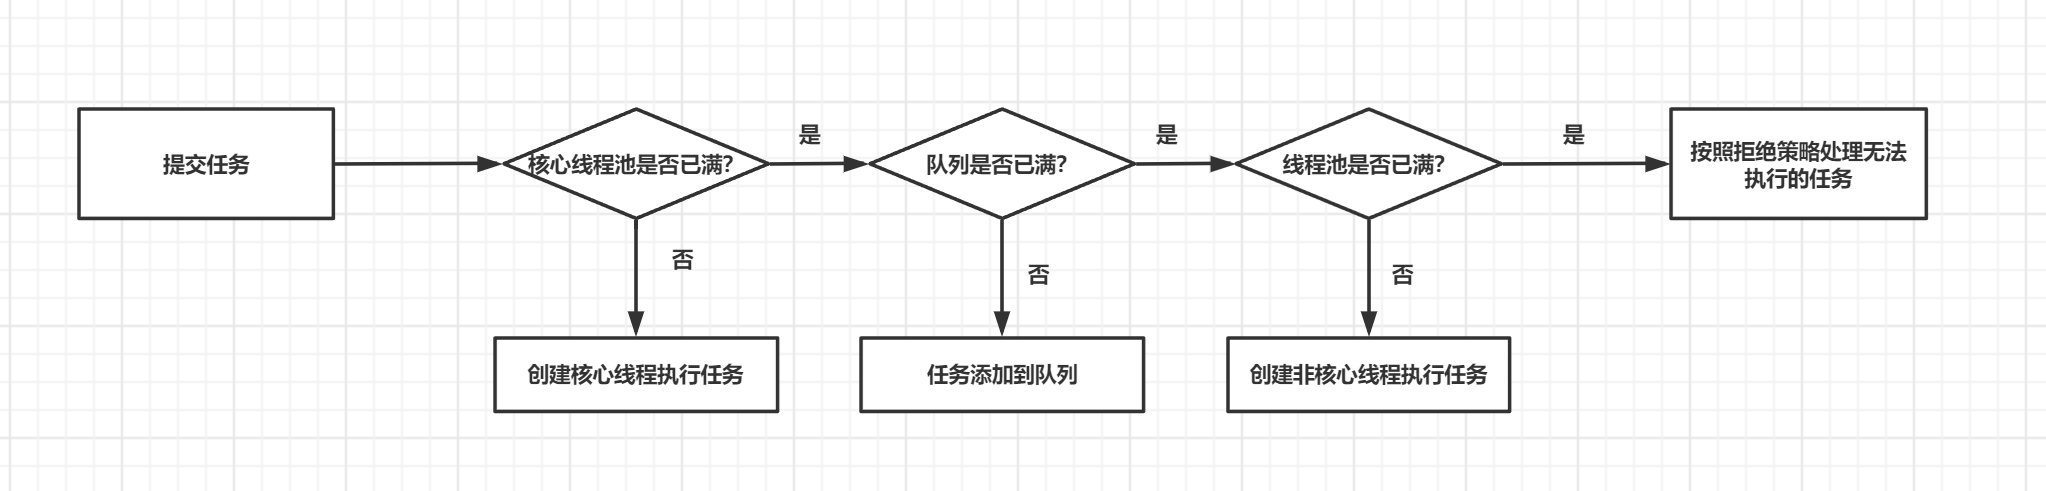 提交任务
核心线程池是否已满?
是
队列是否已满?
是
线程池是否已满?
是
按照拒绝策略处理无法
执行的任务
否
否
否
创建核心线程执行任务
任务添加到队列
创建非核心线程执行任务